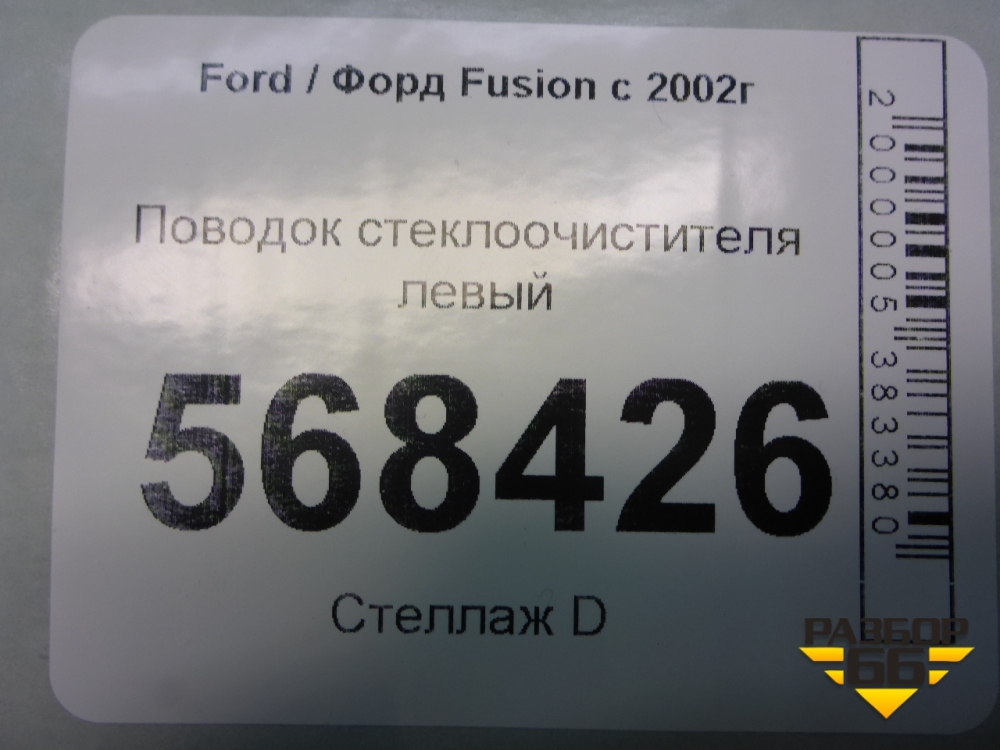 Ford / Форд Fusion с 2002г
Поводок стеклоочистителя
левый
568426
Стеллаж D
2000005383380
РАЗБОР
66